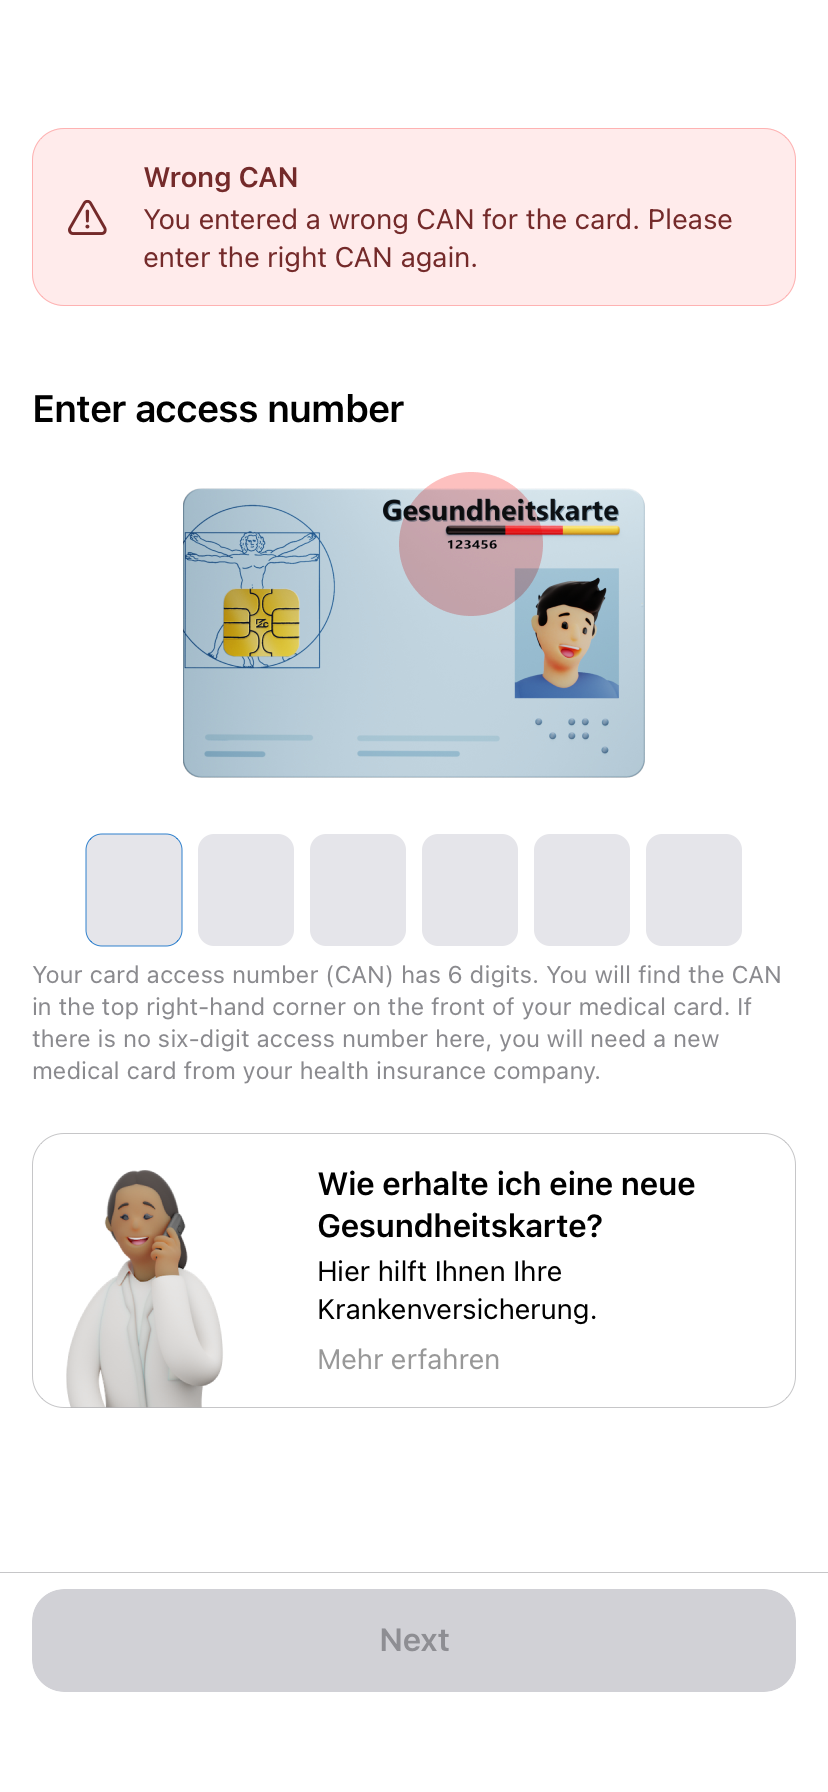 Wrong CAN
You entered a wrong CAN for the card. Please
enter the right CAN again.
Enter access number
Gesundheitskarte
123456
Your card access number (CAN) has 6 digits. You will find the CAN
in the top right-hand corner on the front of your medical card. If
there is no six-digit access number here, you will need a new
medical card from your health insurance company.
Wie erhalte ich eine neue
Gesundheitskarte?
Hier hilft Ihnen Ihre
Krankenversicherung.
Mehr erfahren
Next